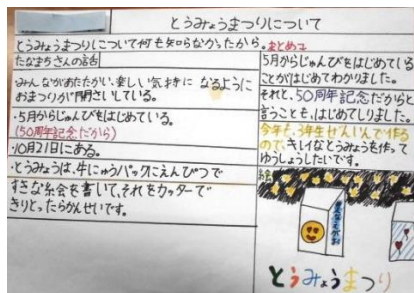 とうみょうまつりについて
とうみょうまつりについて何も知らなかったから。
たなまちさんの話
みんながあたたかい、楽しい気持きに なるように
おまつりが開さいしている。
・5月からじゅんびをはじめている。
(50周年記念だから)
・10月21日にある。
・とうみょうは、牛にゅうパックにえんぴつで
すきな絵を書いて、それをカッターで
きりとったらかんせいです。
まとめ
5月からじゅんびをはじめている
ことがはじめてわかりました。
それと、50周年記念だからと
言うことも、はじめてしりました。
今年も、3年生ぜんいんで作る
ので、キレイなとうみょうを作って
ゆうしょうしたいです。
絵
とうみょうまつり